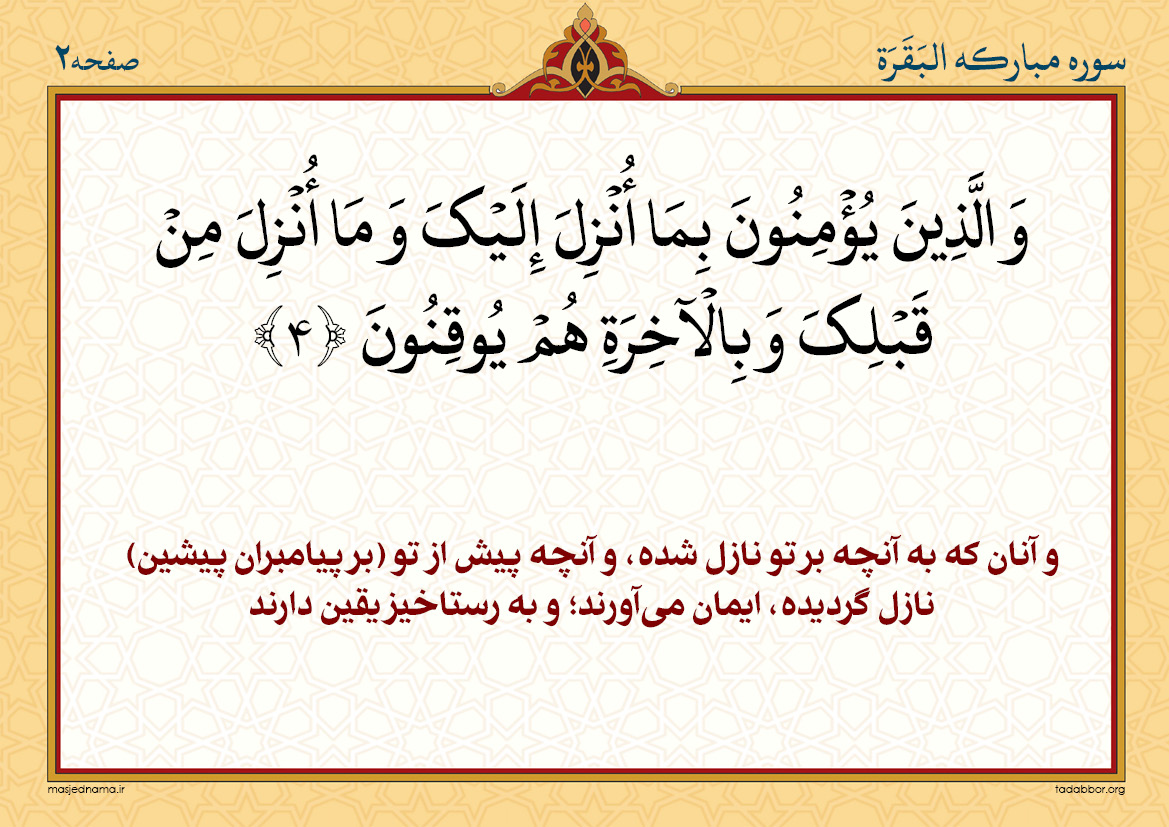 سوره مبارکه البَقَرَة
صفحه۲
وَ الَّذِينَ يُؤْمِنُونَ بِمَا أُنْزِلَ إِلَيْکَ وَ مَا أُنْزِلَ مِنْ
قَبْلِکَ وَ بِالْآخِرَةِ هُمْ يُوقِنُونَ ﴿۴﴾
و آنان که به آنچه بر تو نازل شده، و آنچه پیش از تو (بر پیامبران پیشین)
نازل گردیده، ایمان می‌آورند؛ و به رستاخیز یقین دارند
masjednama.ir
tadabbor.org